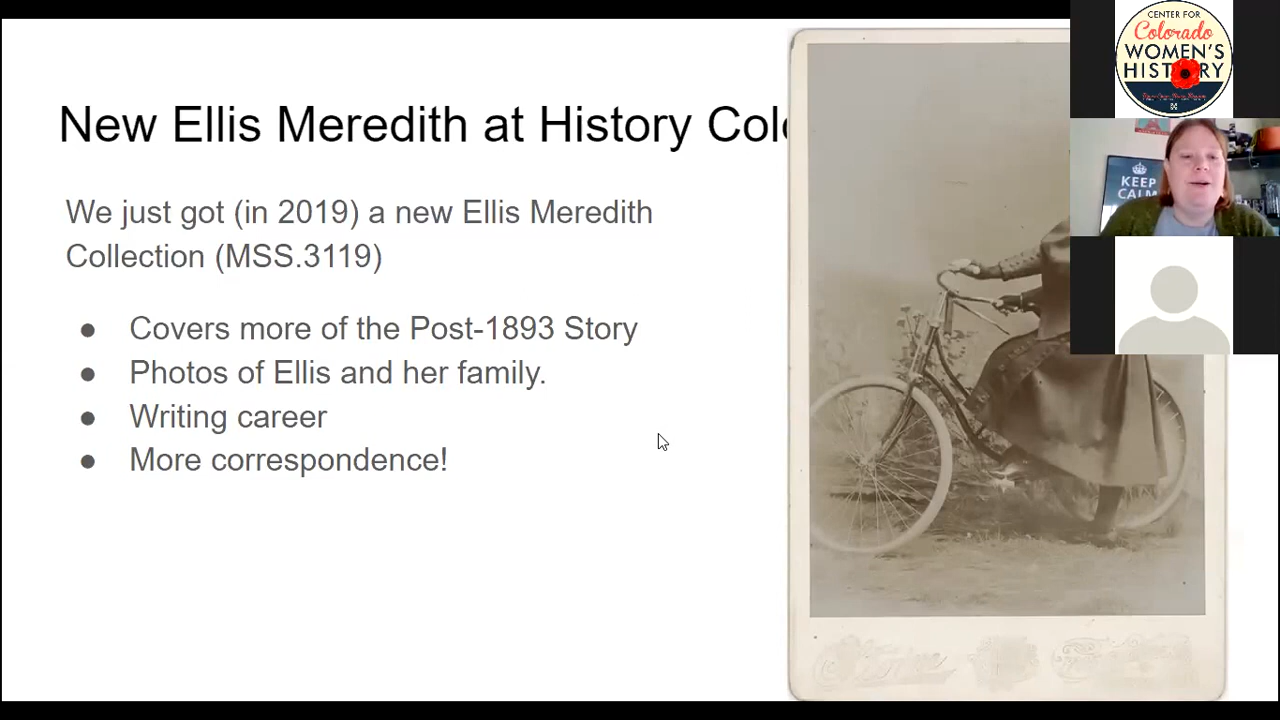 New Ellis Meredith at History Colo
We just got (in 2019) a new Ellis Meredith
Collection (MSS.3119)
● Covers more of the Post-1893 Story
● Photos of Ellis and her family.
● Writing career
● More correspondence!
CENTER FOR
Colorado
WOMEN'S
HISTORY
KEEP
CALM